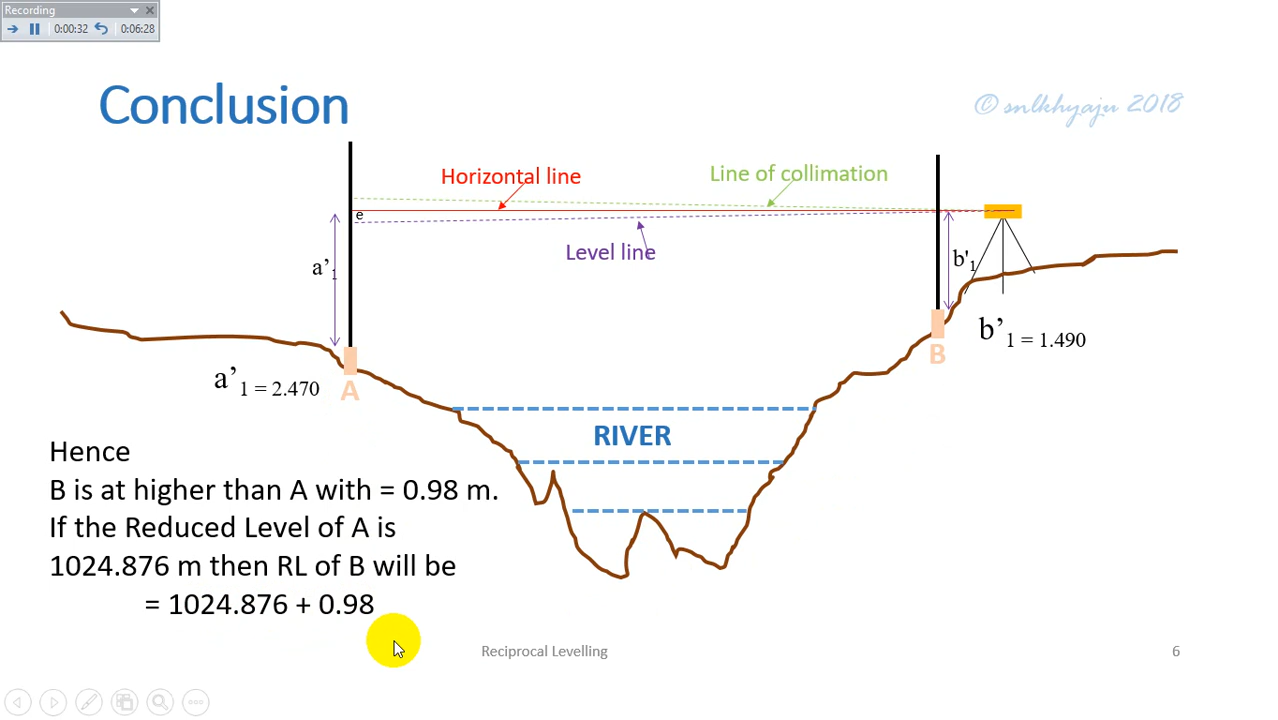 Recording
0:00:32
0:06:28
Conclusion
© snlkhyaju 2018
Horizontal line
Line of collimation
e
Level line
a’1
b'1
b’1 = 1.490
A
B
a’1 = 2.470
RIVER
Hence
B is at higher than A with = 0.98 m.
If the Reduced Level of A is
1024.876 m then RL of B will be
= 1024.876 + 0.98
Reciprocal Levelling
6